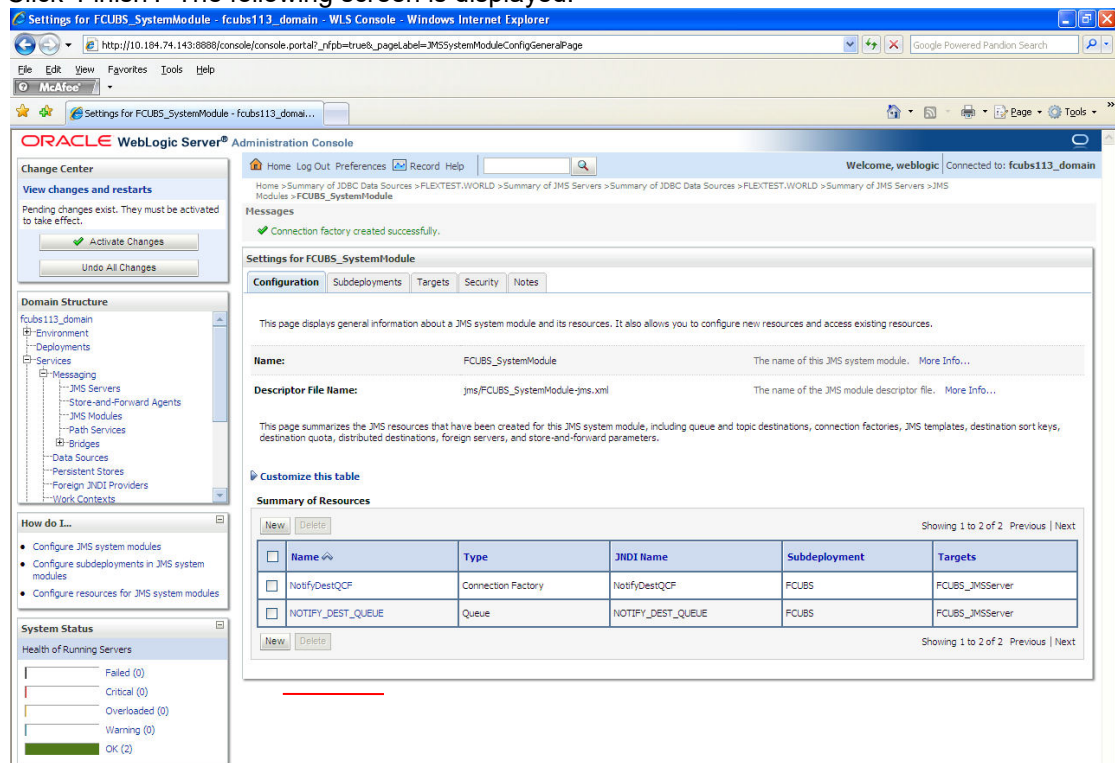 Click 'Finish'. The following screen is displayed.
Settings for FCUBS_SystemModule - fcubs113_domain - WLS Console - Windows Internet Explorer
http://10.184.74.143:8888/console/console.portal?_nfpb=true&_pageLabel=JMSSystemModuleConfigGeneralPage
Google Powered Pandion Search
File Edit View Favorites Tools Help
McAfee
Settings for FCUBS_SystemModule - fcubs113_domai...
Page Tools
ORACLE WebLogic Server® Administration Console
Change Center
View changes and restarts
Pending changes exist. They must be activated
to take effect.
Activate Changes
Undo All Changes
Domain Structure
fcubs113_domain
Environment
Deployments
Services
Messaging
JMS Servers
Store-and-Forward Agents
JMS Modules
Path Services
Bridges
Data Sources
Persistent Stores
Foreign JNDI Providers
Work Contexts
How do I...
Configure JMS system modules
Configure subdeployments in JMS system
modules
Configure resources for JMS system modules
System Status
Health of Running Servers
Failed (0)
Critical (0)
Overloaded (0)
Warning (0)
OK (2)
Home Log Out Preferences Record Help
Welcome, weblogic Connected to: fcubs113_domain
Home >Summary of JDBC Data Sources >FLEXTEST.WORLD >Summary of JMS Servers >Summary of JDBC Data Sources >FLEXTEST.WORLD >Summary of JMS Servers >JMS
Modules >FCUBS_SystemModule
Messages
Connection factory created successfully.
Settings for FCUBS_SystemModule
Configuration Subdeployments Targets Security Notes
This page displays general information about a JMS system module and its resources. It also allows you to configure new resources and access existing resources.
Name: FCUBS_SystemModule The name of this JMS system module. More Info...
Descriptor File Name: jms/FCUBS_SystemModule-jms.xml The name of the JMS module descriptor file. More Info...
This page summarizes the JMS resources that have been created for this JMS system module, including queue and topic destinations, connection factories, JMS templates, destination sort keys,
destination quota, distributed destinations, foreign servers, and store-and-forward parameters.
Customize this table
Summary of Resources
New Delete Showing 1 to 2 of 2 Previous | Next
Name Type JNDI Name Subdeployment Targets
NotifyDestQCF Connection Factory NotifyDestQCF FCUBS FCUBS_JMSServer
NOTIFY_DEST_QUEUE Queue NOTIFY_DEST_QUEUE FCUBS FCUBS_JMSServer
New Delete Showing 1 to 2 of 2 Previous | Next